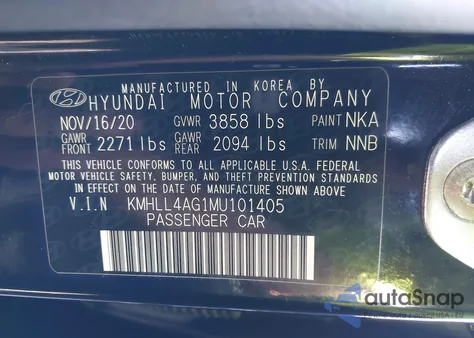 MANUFACTURED IN KOREA BY
HYUNDAI MOTOR COMPANY
NOV/16/20 GVWR 3858 lbs PAINT NKA
GAWR FRONT 2271 lbs GAWR REAR 2094 lbs TRIM NNB
THIS VEHICLE CONFORMS TO ALL APPLICABLE U.S.A. FEDERAL
MOTOR VEHICLE SAFETY, BUMPER, AND THEFT PREVENTION
STANDARDS IN EFFECT ON THE DATE OF MANUFACTURE SHOWN ABOVE.
V.I.N KMHLL4AG1MU101405
PASSENGER CAR
autoSnap